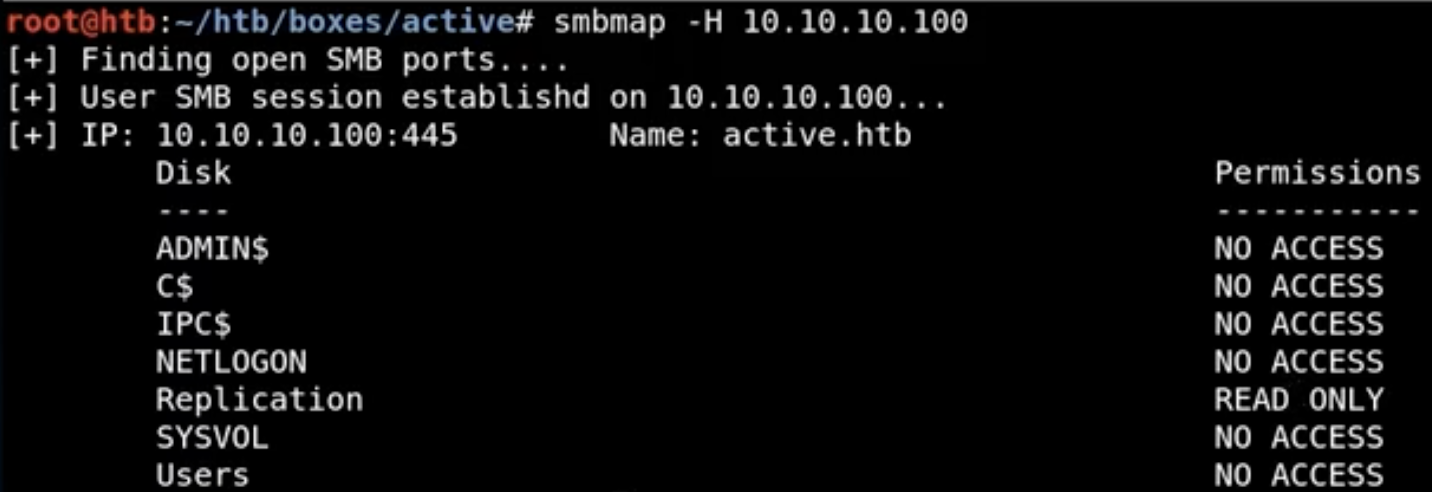 root@htb:~/htb/boxes/active# smbmap -H 10.10.10.100
[+] Finding open SMB ports....
[+] User SMB session establishd on 10.10.10.100...
[+] IP: 10.10.10.100:445 Name: active.htb
Disk Permissions
---- -----------
ADMIN$ NO ACCESS
C$ NO ACCESS
IPC$ NO ACCESS
NETLOGON NO ACCESS
Replication READ ONLY
SYSVOL NO ACCESS
Users NO ACCESS